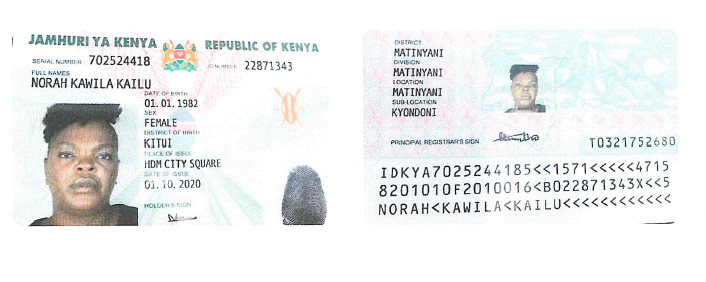 JAMHURI YA KENYA REPUBLIC OF KENYA
SERIAL NUMBER 702524418 ID NUMBER 22871343
FULL NAMES
NORAH KAWILA KAILU
DATE OF BIRTH
01.01.1982
SEX
FEMALE
DISTRICT OF BIRTH
KITUI
PLACE OF ISSUE
HDM CITY SQUARE
DATE OF ISSUE
01.10.2020
HOLDER'S SIGN
DISTRICT
MATINYANI
DIVISION
MATINYANI
LOCATION
MATINYANI
SUB-LOCATION
KYONDONI
PRINCIPAL REGISTRAR'S SIGN
T0321752680
IDKYA7025244185<<1571<<<<<4715
8201010F2010016<B022871343X<<5
NORAH<KAWILA<KAILU<<<<<<<<<<<<